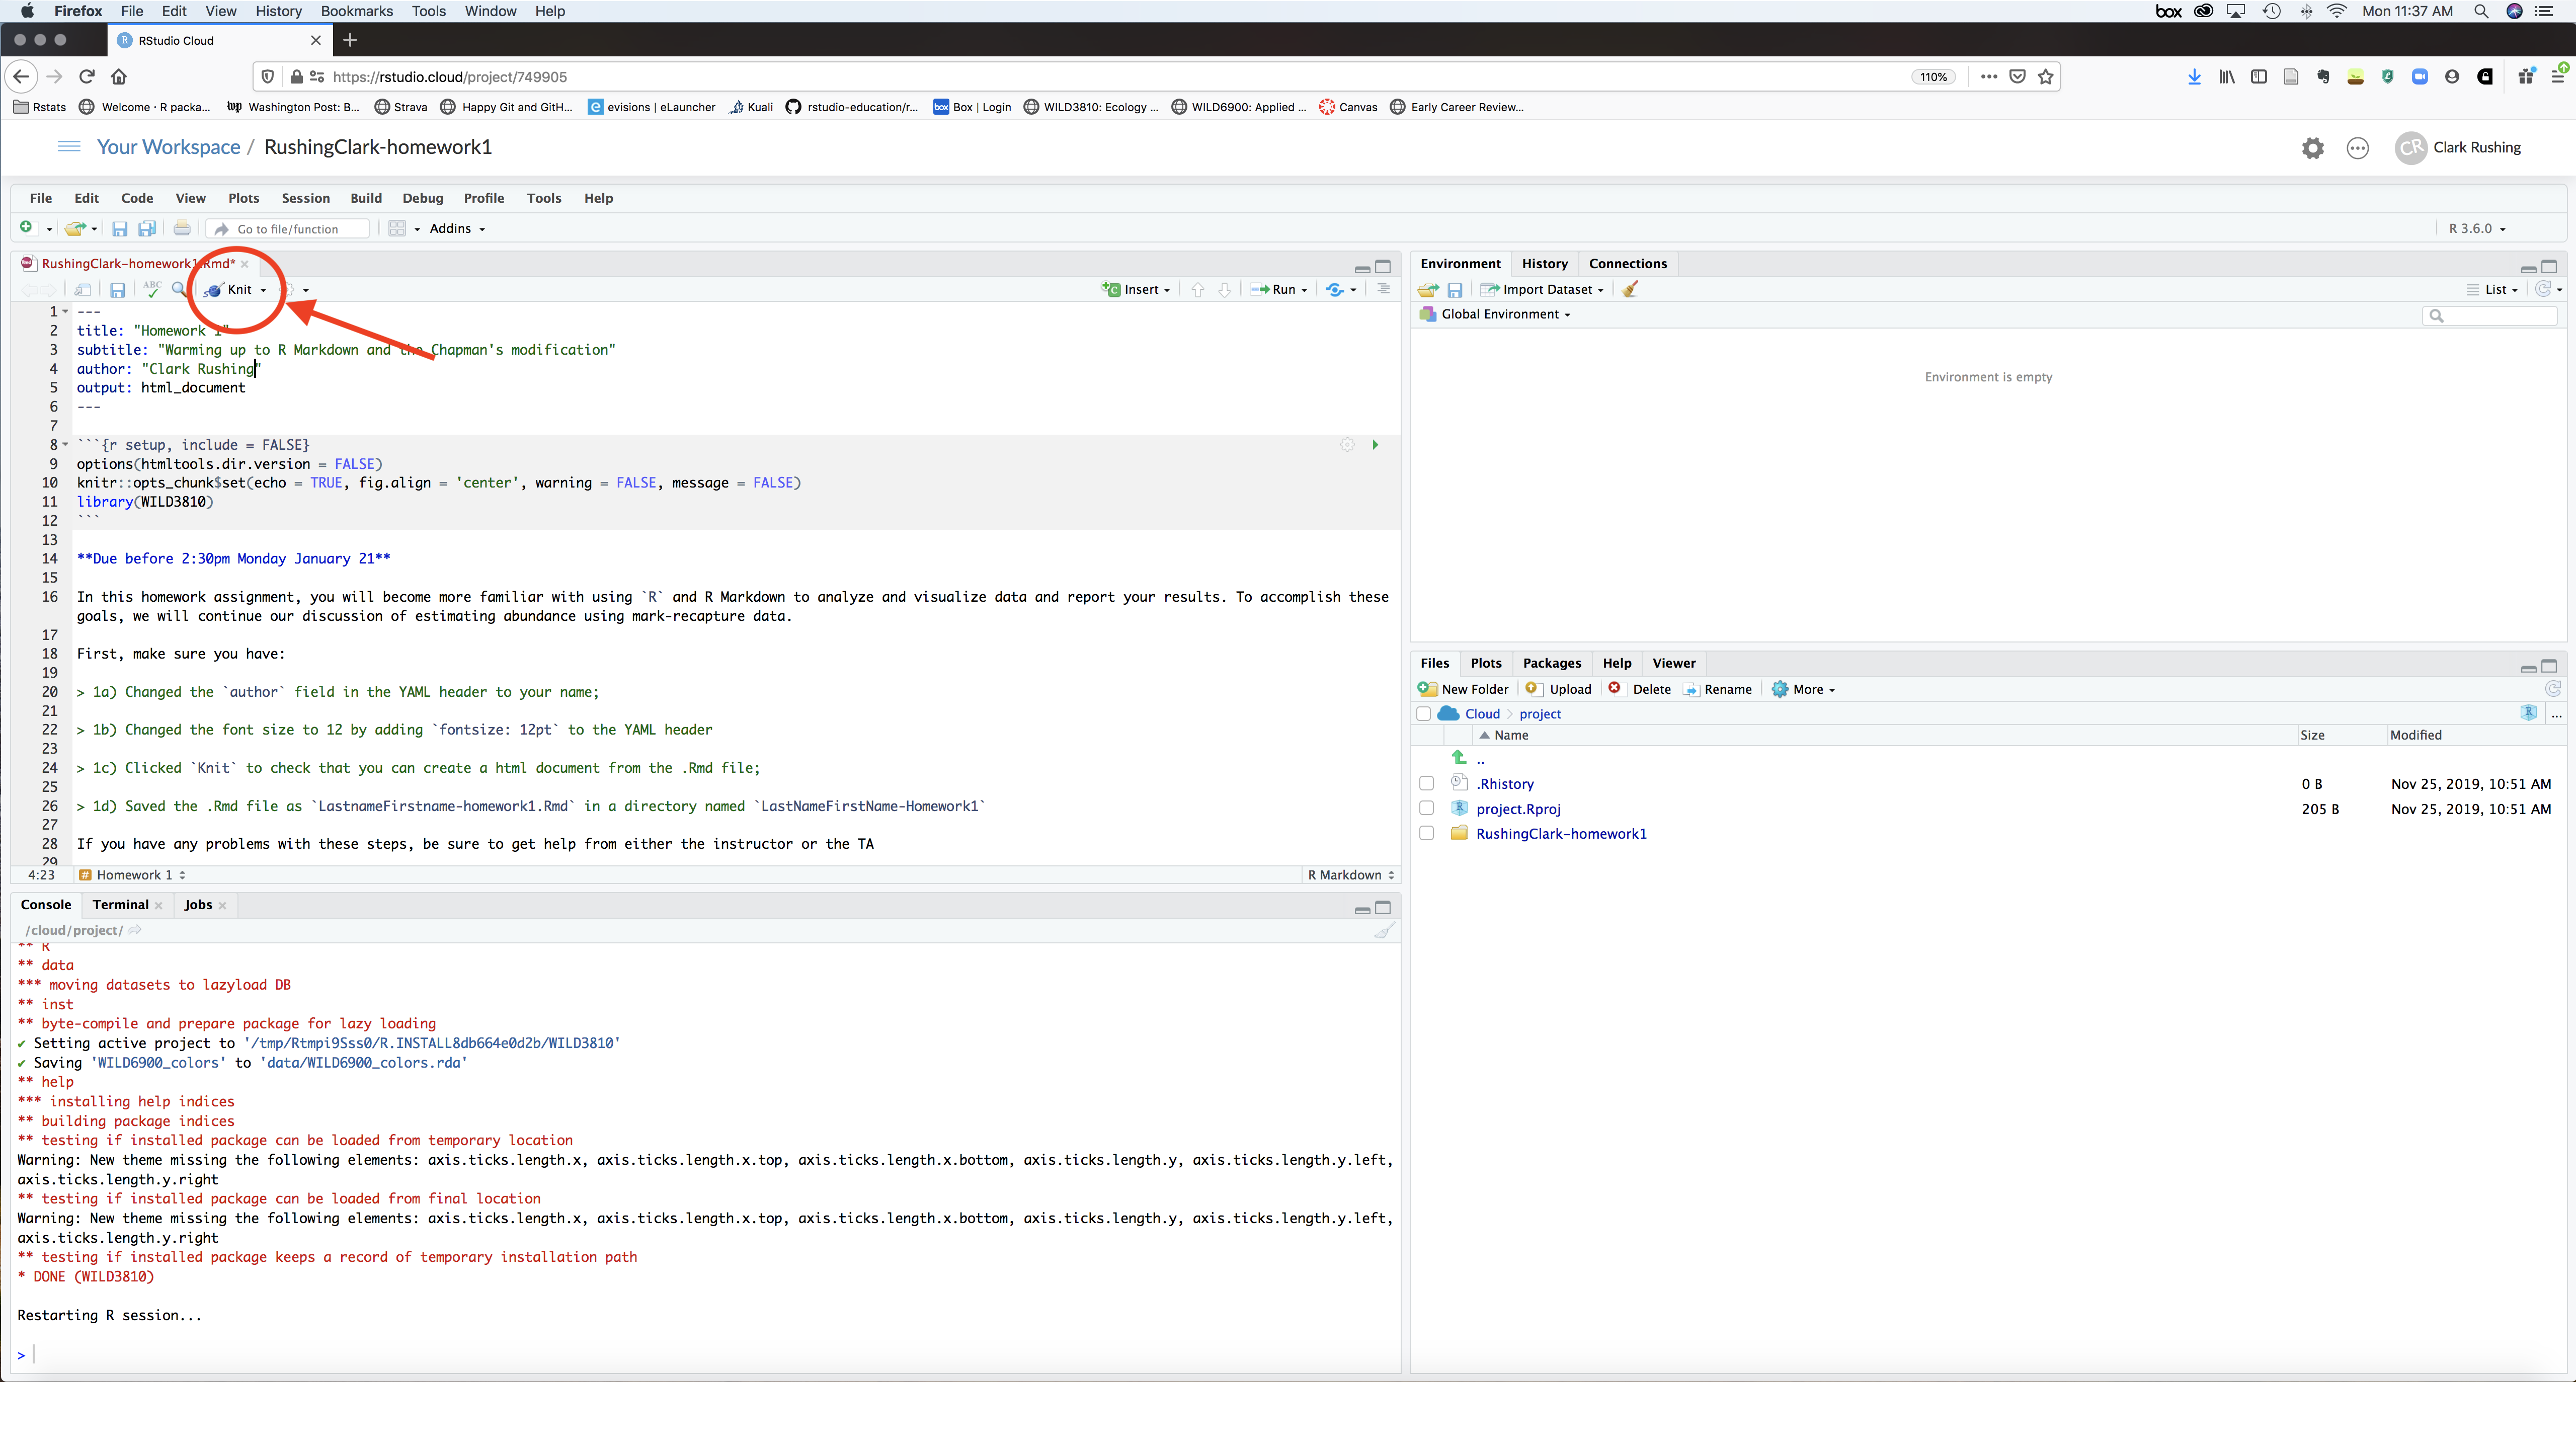 Firefox File Edit View History Bookmarks Tools Window Help
box Mon 11:37 AM
R RStudio Cloud
https://rstudio.cloud/project/749905 110%
Rstats Welcome · R packa... wp Washington Post: B... Strava Happy Git and GitH... e evisions | eLauncher Kuali rstudio-education/r... box Box | Login WILD3810: Ecology ... WILD6900: Applied ... Canvas Early Career Review...
Your Workspace / RushingClark-homework1
CR Clark Rushing
File Edit Code View Plots Session Build Debug Profile Tools Help
Go to file/function Addins R 3.6.0
RushingClark-homework1.Rmd*
ABC Knit Insert Run
1 ---
2 title: "Homework 1"
3 subtitle: "Warming up to R Markdown and the Chapman's modification"
4 author: "Clark Rushing"
5 output: html_document
6 ---
7
8 ```{r setup, include = FALSE}
9 options(htmltools.dir.version = FALSE)
10 knitr::opts_chunk$set(echo = TRUE, fig.align = 'center', warning = FALSE, message = FALSE)
11 library(WILD3810)
12 ```
13
14 **Due before 2:30pm Monday January 21**
15
16 In this homework assignment, you will become more familiar with using `R` and R Markdown to analyze and visualize data and report your results. To accomplish these
goals, we will continue our discussion of estimating abundance using mark-recapture data.
17
18 First, make sure you have:
19
20 > 1a) Changed the `author` field in the YAML header to your name;
21
22 > 1b) Changed the font size to 12 by adding `fontsize: 12pt` to the YAML header
23
24 > 1c) Clicked `Knit` to check that you can create a html document from the .Rmd file;
25
26 > 1d) Saved the .Rmd file as `LastnameFirstname-homework1.Rmd` in a directory named `LastNameFirstName-Homework1`
27
28 If you have any problems with these steps, be sure to get help from either the instructor or the TA
29
4:23 # Homework 1 R Markdown
Console Terminal Jobs
/cloud/project/
** R
** data
*** moving datasets to lazyload DB
** inst
** byte-compile and prepare package for lazy loading
✔ Setting active project to '/tmp/Rtmpi9Sss0/R.INSTALL8db664e0d2b/WILD3810'
✔ Saving 'WILD6900_colors' to 'data/WILD6900_colors.rda'
** help
*** installing help indices
** building package indices
** testing if installed package can be loaded from temporary location
Warning: New theme missing the following elements: axis.ticks.length.x, axis.ticks.length.x.top, axis.ticks.length.x.bottom, axis.ticks.length.y, axis.ticks.length.y.left,
axis.ticks.length.y.right
** testing if installed package can be loaded from final location
Warning: New theme missing the following elements: axis.ticks.length.x, axis.ticks.length.x.top, axis.ticks.length.x.bottom, axis.ticks.length.y, axis.ticks.length.y.left,
axis.ticks.length.y.right
** testing if installed package keeps a record of temporary installation path
* DONE (WILD3810)
Restarting R session...
>
Environment History Connections
Import Dataset List
Global Environment
Environment is empty
Files Plots Packages Help Viewer
New Folder Upload Delete Rename More
Cloud > project R ...
Name Size Modified
..
.Rhistory 0 B Nov 25, 2019, 10:51 AM
project.Rproj 205 B Nov 25, 2019, 10:51 AM
RushingClark-homework1